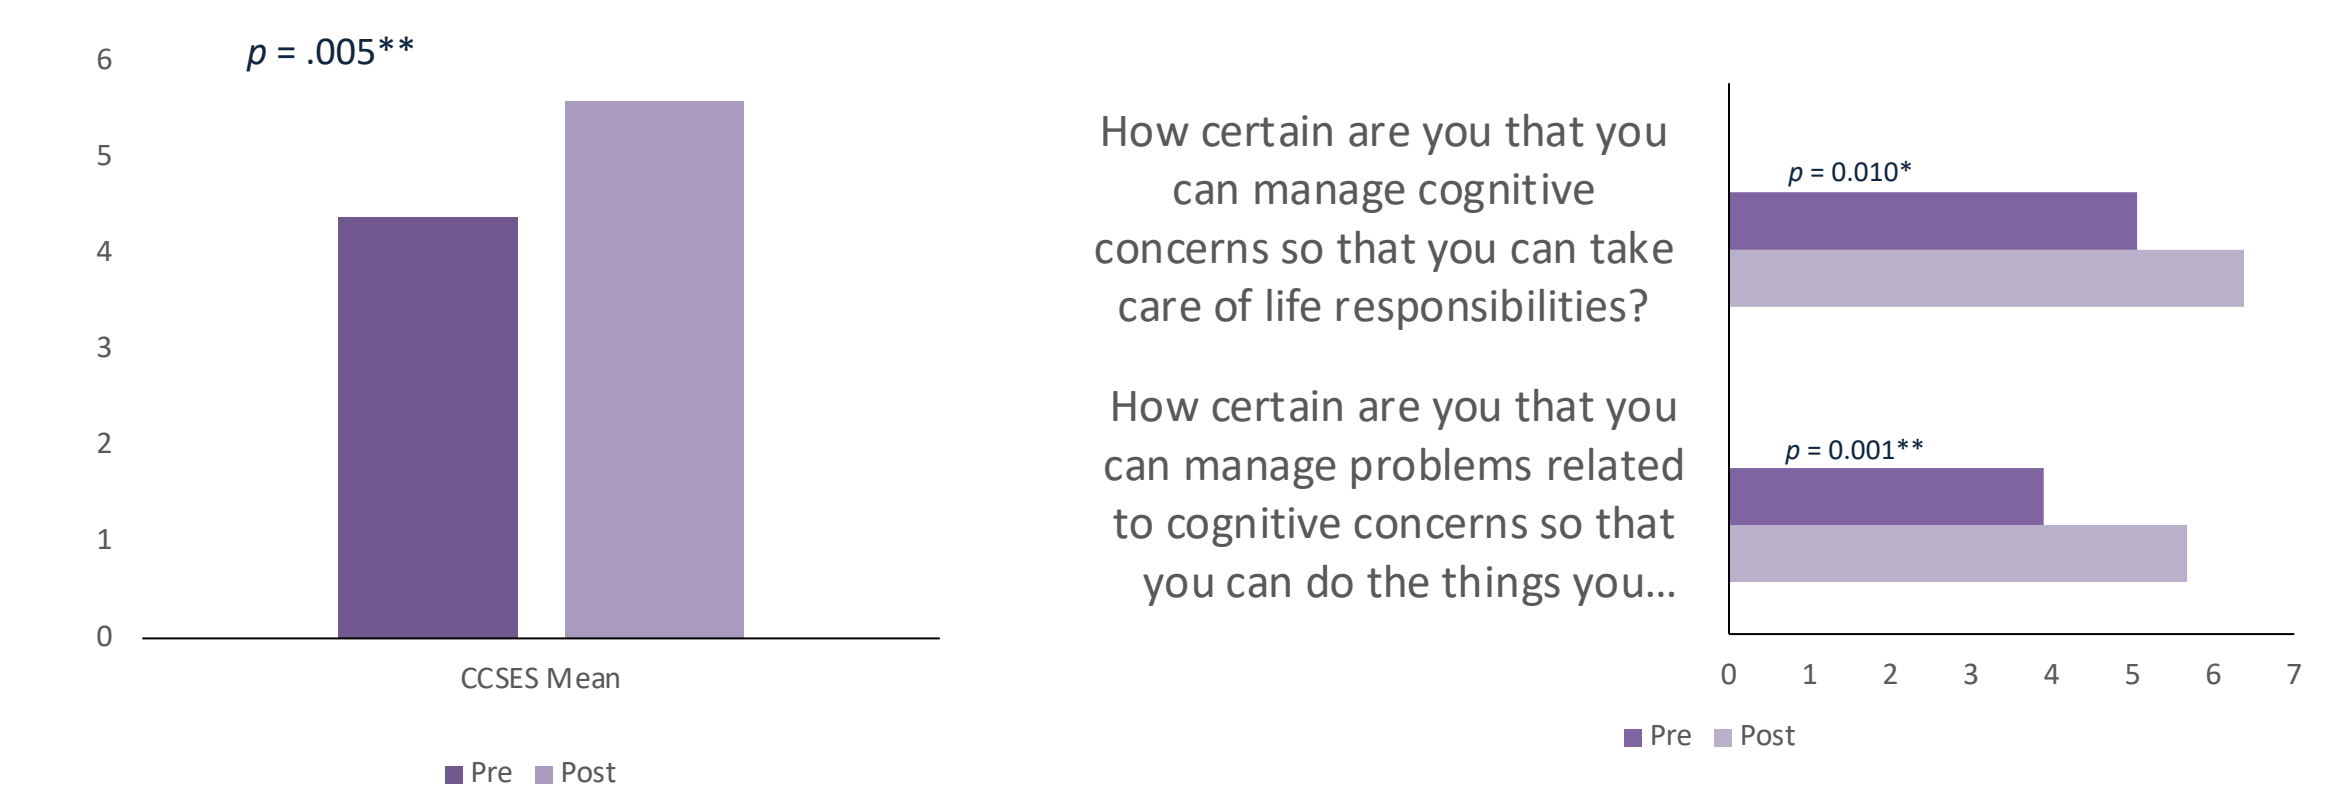 p = .005**
6
5
4
3
2
1
0
CCSES Mean
Pre Post
How certain are you that you
can manage cognitive
concerns so that you can take
care of life responsibilities?
How certain are you that you
can manage problems related
to cognitive concerns so that
you can do the things you...
p = 0.010*
p = 0.001**
0 1 2 3 4 5 6 7
Pre Post